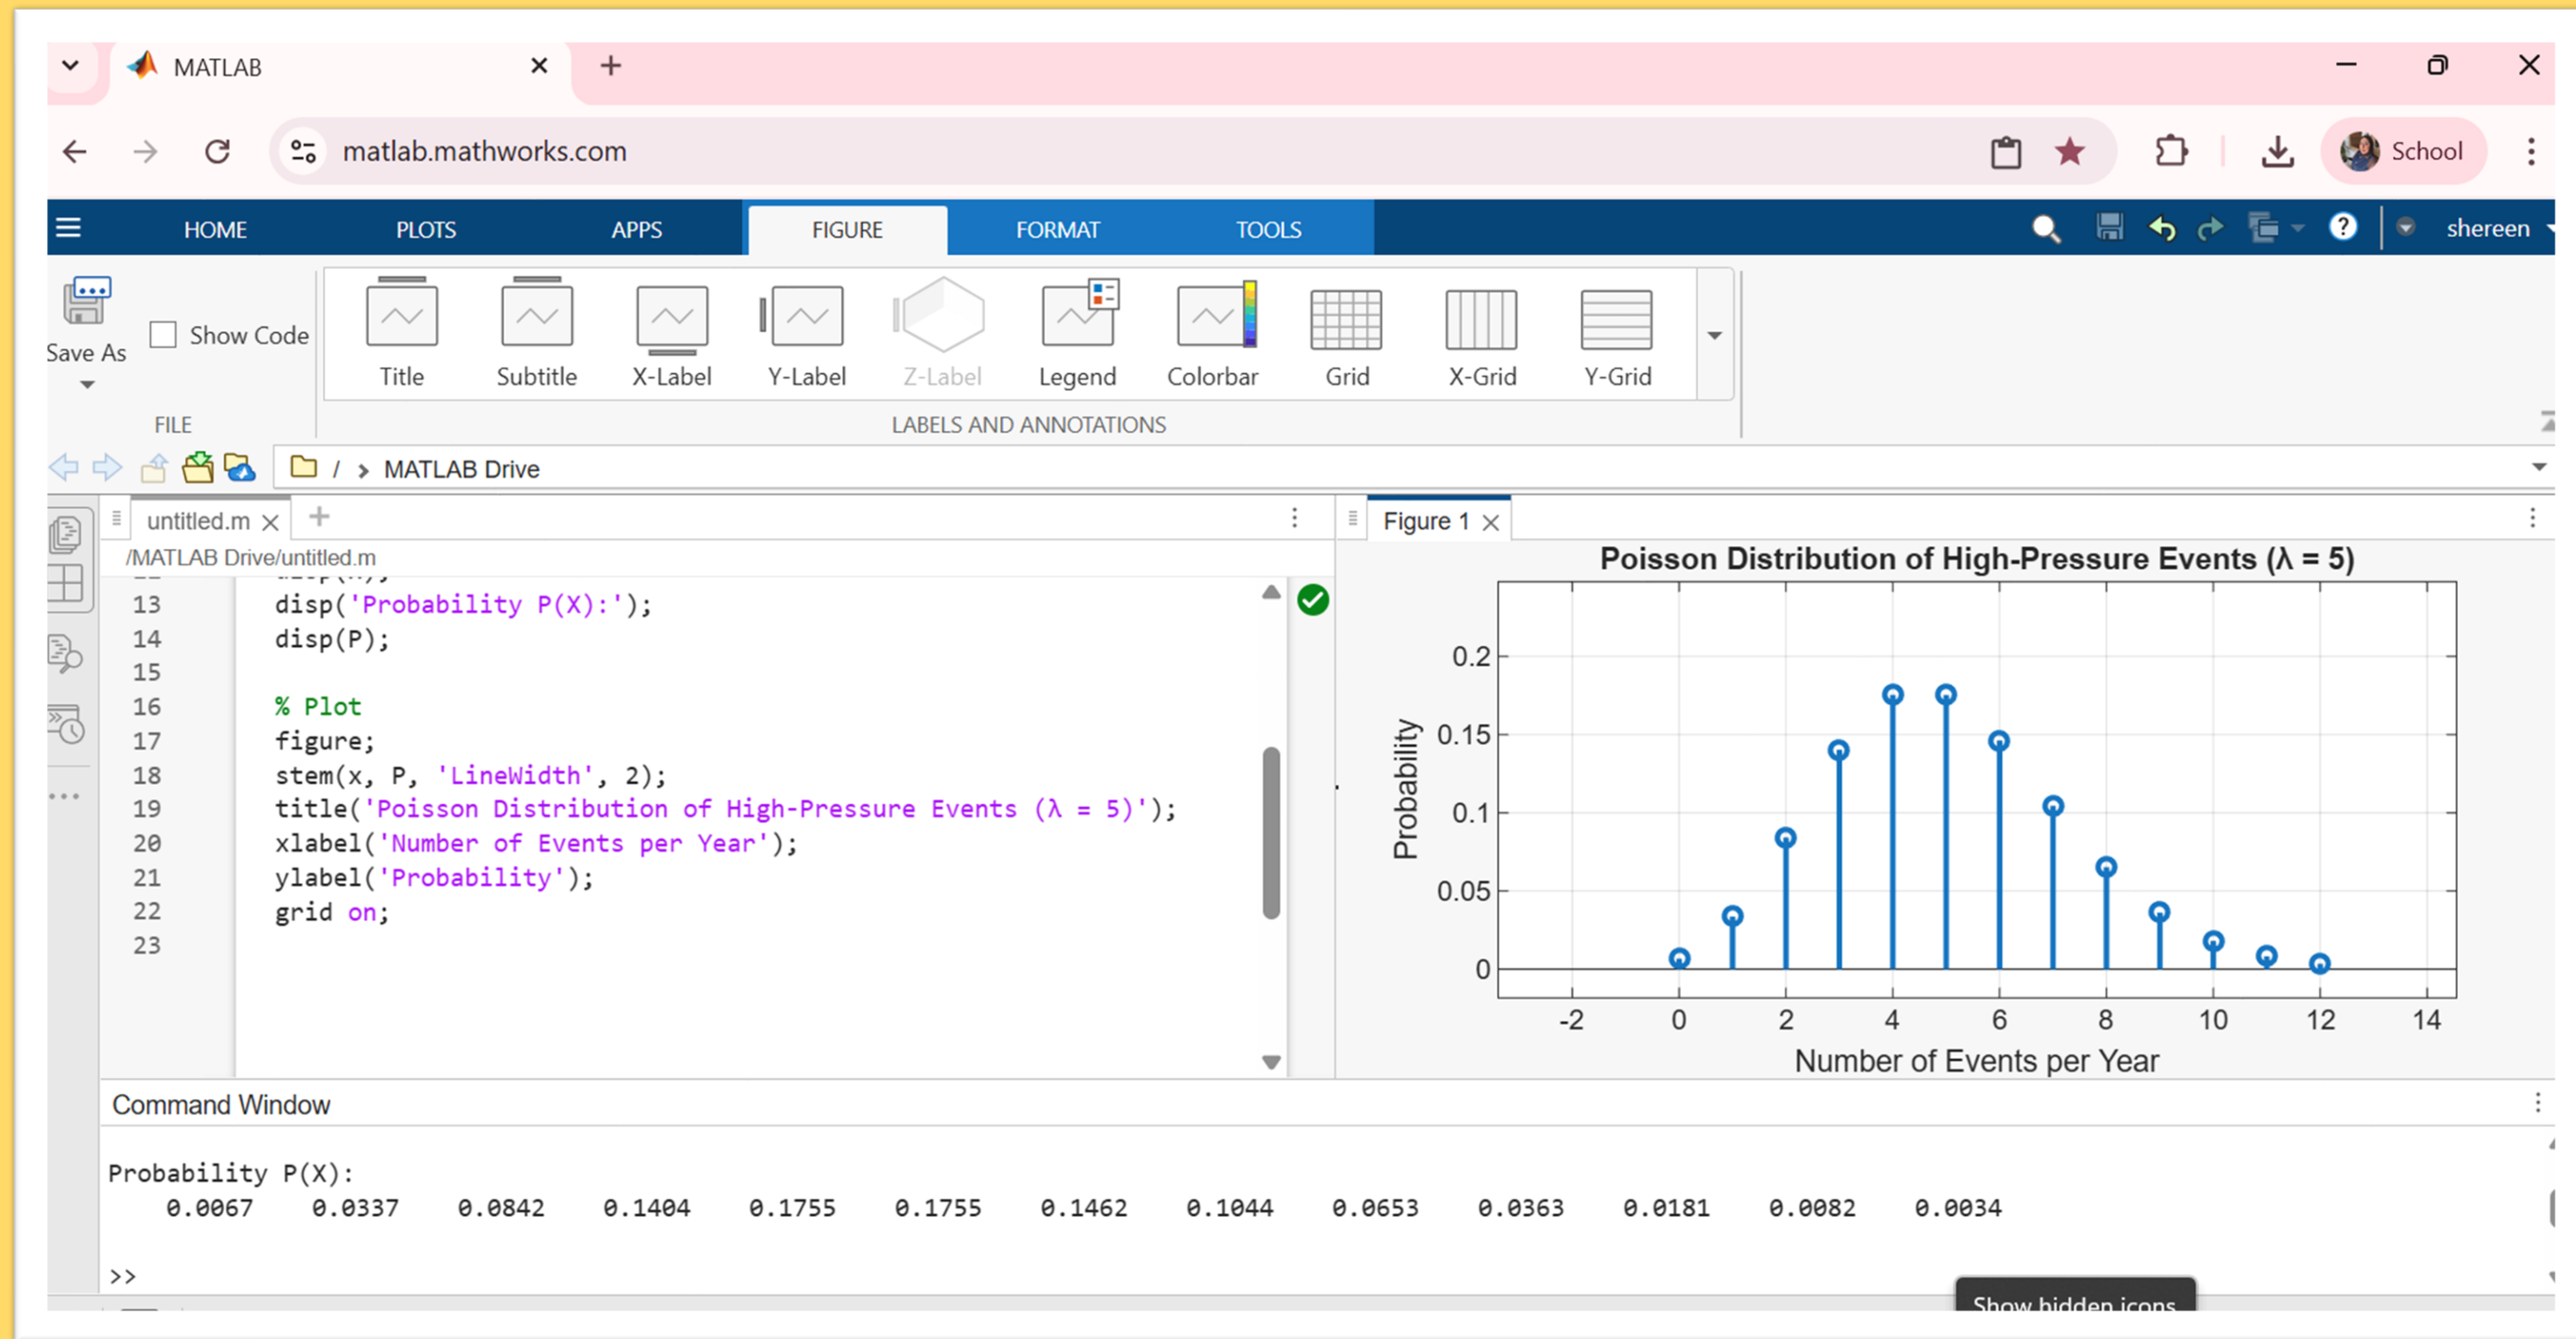 MATLAB
matlab.mathworks.com
School
HOME PLOTS APPS FIGURE FORMAT TOOLS
shereen
Save As
Show Code
Title Subtitle X-Label Y-Label Z-Label Legend Colorbar Grid X-Grid Y-Grid
FILE
LABELS AND ANNOTATIONS
/ > MATLAB Drive
untitled.m
/MATLAB Drive/untitled.m
13 disp('Probability P(X):');
14 disp(P);
15
16 % Plot
17 figure;
18 stem(x, P, 'LineWidth', 2);
19 title('Poisson Distribution of High-Pressure Events (λ = 5)');
20 xlabel('Number of Events per Year');
21 ylabel('Probability');
22 grid on;
23
Figure 1
Poisson Distribution of High-Pressure Events (λ = 5)
Probability
0.2
0.15
0.1
0.05
0
-2 0 2 4 6 8 10 12 14
Number of Events per Year
Command Window
Probability P(X):
0.0067 0.0337 0.0842 0.1404 0.1755 0.1755 0.1462 0.1044 0.0653 0.0363 0.0181 0.0082 0.0034
>>
Show hidden icons